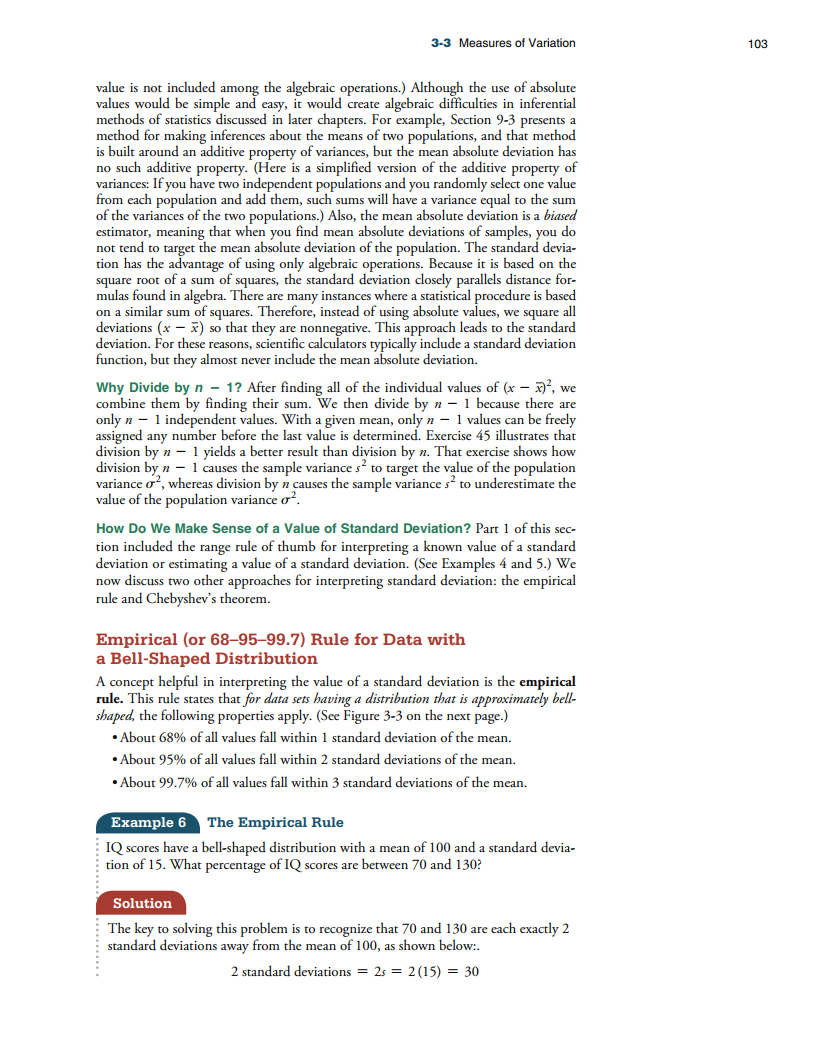 3-3 Measures of Variation 103
value is not included among the algebraic operations.) Although the use of absolute
values would be simple and easy, it would create algebraic difficulties in inferential
methods of statistics discussed in later chapters. For example, Section 9-3 presents a
method for making inferences about the means of two populations, and that method
is built around an additive property of variances, but the mean absolute deviation has
no such additive property. (Here is a simplified version of the additive property of
variances: If you have two independent populations and you randomly select one value
from each population and add them, such sums will have a variance equal to the sum
of the variances of the two populations.) Also, the mean absolute deviation is a biased
estimator, meaning that when you find mean absolute deviations of samples, you do
not tend to target the mean absolute deviation of the population. The standard devia-
tion has the advantage of using only algebraic operations. Because it is based on the
square root of a sum of squares, the standard deviation closely parallels distance for-
mulas found in algebra. There are many instances where a statistical procedure is based
on a similar sum of squares. Therefore, instead of using absolute values, we square all
deviations (x − x̄) so that they are nonnegative. This approach leads to the standard
deviation. For these reasons, scientific calculators typically include a standard deviation
function, but they almost never include the mean absolute deviation.
Why Divide by n − 1? After finding all of the individual values of (x − x̄)², we
combine them by finding their sum. We then divide by n − 1 because there are
only n − 1 independent values. With a given mean, only n − 1 values can be freely
assigned any number before the last value is determined. Exercise 45 illustrates that
division by n − 1 yields a better result than division by n. That exercise shows how
division by n − 1 causes the sample variance s² to target the value of the population
variance σ², whereas division by n causes the sample variance s² to underestimate the
value of the population variance σ².
How Do We Make Sense of a Value of Standard Deviation? Part 1 of this sec-
tion included the range rule of thumb for interpreting a known value of a standard
deviation or estimating a value of a standard deviation. (See Examples 4 and 5.) We
now discuss two other approaches for interpreting standard deviation: the empirical
rule and Chebyshev's theorem.
Empirical (or 68–95–99.7) Rule for Data with
a Bell-Shaped Distribution
A concept helpful in interpreting the value of a standard deviation is the empirical
rule. This rule states that for data sets having a distribution that is approximately bell-
shaped, the following properties apply. (See Figure 3-3 on the next page.)
• About 68% of all values fall within 1 standard deviation of the mean.
• About 95% of all values fall within 2 standard deviations of the mean.
• About 99.7% of all values fall within 3 standard deviations of the mean.
Example 6 The Empirical Rule
IQ scores have a bell-shaped distribution with a mean of 100 and a standard devia-
tion of 15. What percentage of IQ scores are between 70 and 130?
Solution
The key to solving this problem is to recognize that 70 and 130 are each exactly 2
standard deviations away from the mean of 100, as shown below:.
2 standard deviations = 2s = 2(15) = 30